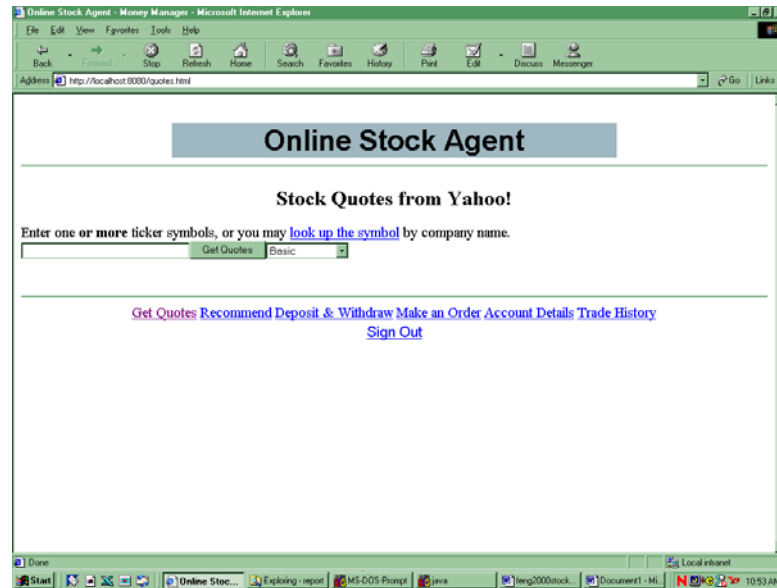 Online Stock Agent - Money Manager - Microsoft Internet Explorer
File Edit View Favorites Tools Help
Back Forward Stop Refresh Home Search Favorites History Print Edit Discuss Messenger
Address http://localhost:8080/quotes.html Go Links
Online Stock Agent
Stock Quotes from Yahoo!
Enter one or more ticker symbols, or you may look up the symbol by company name.
Get Quotes Basic
Get Quotes Recommend Deposit & Withdraw Make an Order Account Details Trade History
Sign Out
Done Local intranet
Start Online Stoc... Exploring - report MS-DOS Prompt java feng2000stock... Document1 - Mi... 10:53 AM